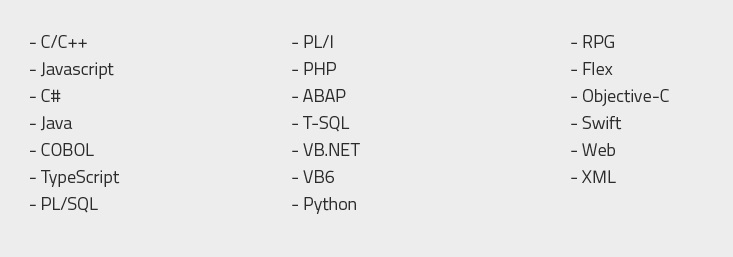 - C/C++
- Javascript
- C#
- Java
- COBOL
- TypeScript
- PL/SQL
- PL/I
- PHP
- ABAP
- T-SQL
- VB.NET
- VB6
- Python
- RPG
- Flex
- Objective-C
- Swift
- Web
- XML